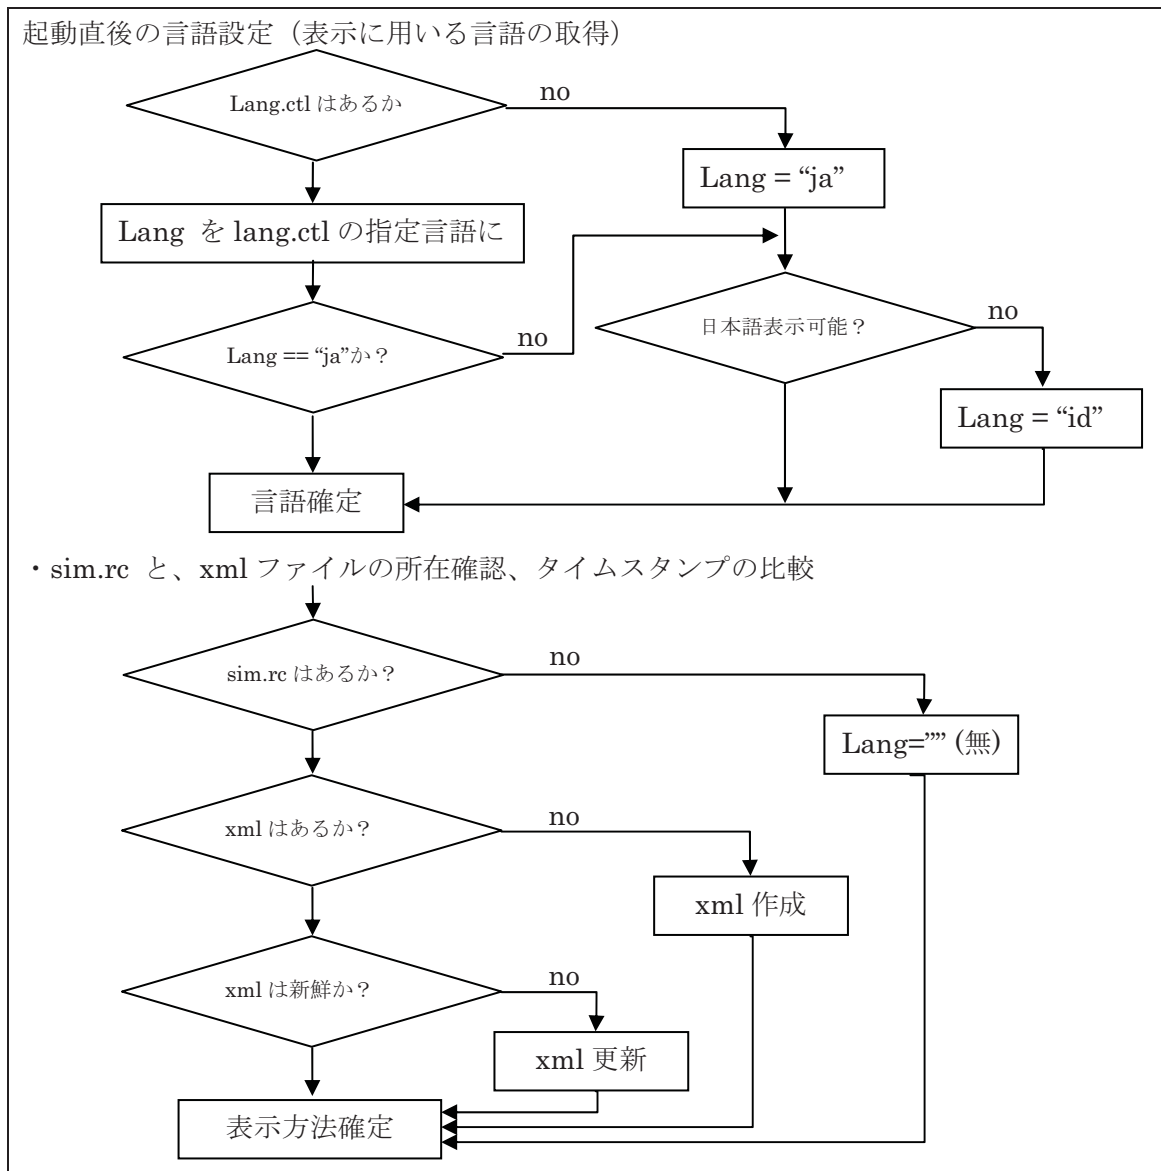 起動直後の言語設定（表示に用いる言語の取得）
Lang.ctl はあるか
no
Lang = “ja”
Lang を lang.ctl の指定言語に
Lang == “ja”か？
no
日本語表示可能？
no
Lang = “id”
言語確定
・sim.rc と、xml ファイルの所在確認、タイムスタンプの比較
sim.rc はあるか？
no
Lang=”” (無)
xml はあるか？
no
xml 作成
xml は新鮮か？
no
xml 更新
表示方法確定